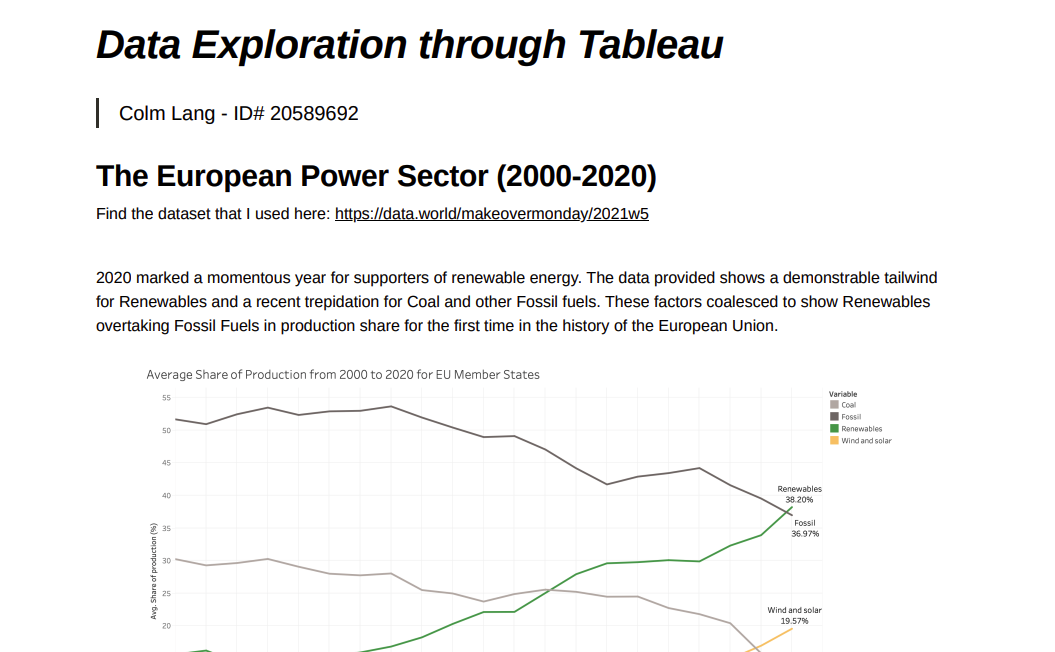 Data Exploration through Tableau
Colm Lang - ID# 20589692
The European Power Sector (2000-2020)
Find the dataset that I used here: https://data.world/makeovermonday/2021w5
2020 marked a momentous year for supporters of renewable energy. The data provided shows a demonstrable tailwind
for Renewables and a recent trepidation for Coal and other Fossil fuels. These factors coalesced to show Renewables
overtaking Fossil Fuels in production share for the first time in the history of the European Union.
Average Share of Production from 2000 to 2020 for EU Member States
Variable
Coal
Fossil
Renewables
Wind and solar
55
50
45
40
35
30
25
20
Avg. Share of production (%)
Renewables
38.20%
Fossil
36.97%
Wind and solar
19.57%